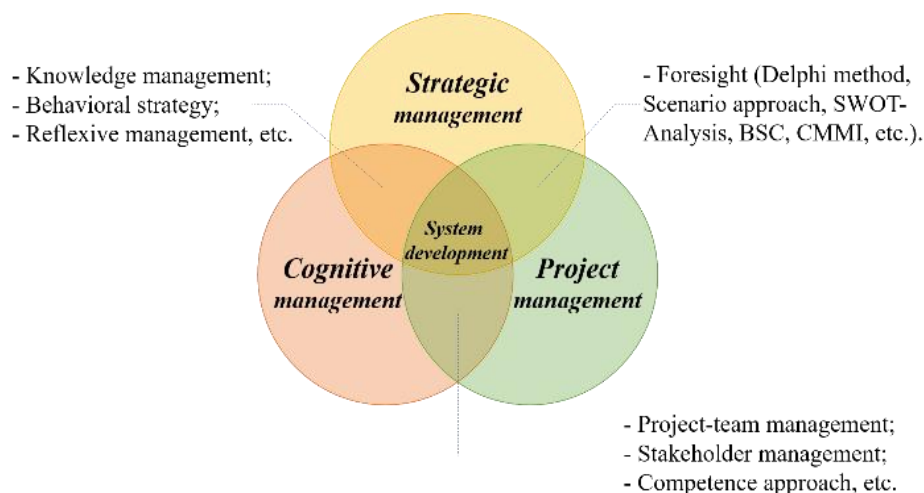 Strategic
management
- Knowledge management;
- Behavioral strategy;
- Reflexive management, etc.
- Foresight (Delphi method,
Scenario approach, SWOT-
Analysis, BSC, CMMI, etc.).
System
development
Cognitive
management
Project
management
- Project-team management;
- Stakeholder management;
- Competence approach, etc.